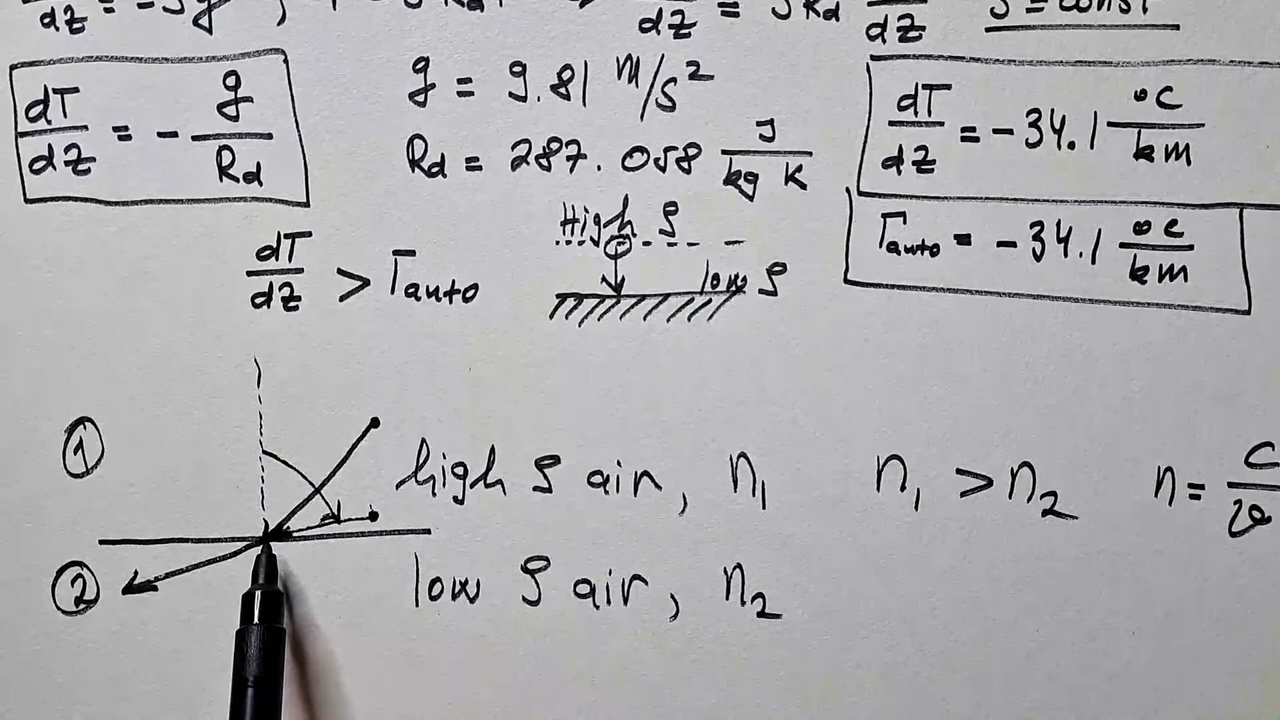 dT/dz = - g/Rd
g = 9.81 m/s²
Rd = 287.058 J/kg K
dT/dz = -34.1 °C/km
Γauto = -34.1 °C/km
dT/dz > Γauto
High ρ
low ρ
① high ρ air, n₁ n₁ > n₂ n = c/v
② low ρ air, n₂